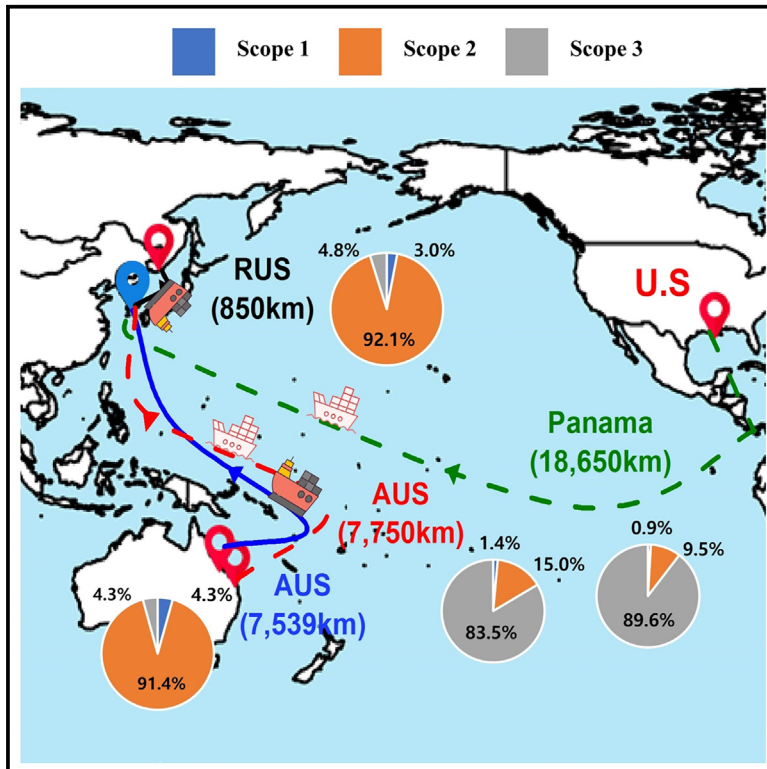 Scope 1 Scope 2 Scope 3
RUS
(850km)
4.8% 3.0%
92.1%
U.S
Panama
(18,650km)
AUS
(7,750km)
AUS
(7,539km)
4.3% 4.3%
91.4%
1.4% 15.0%
83.5%
0.9% 9.5%
89.6%